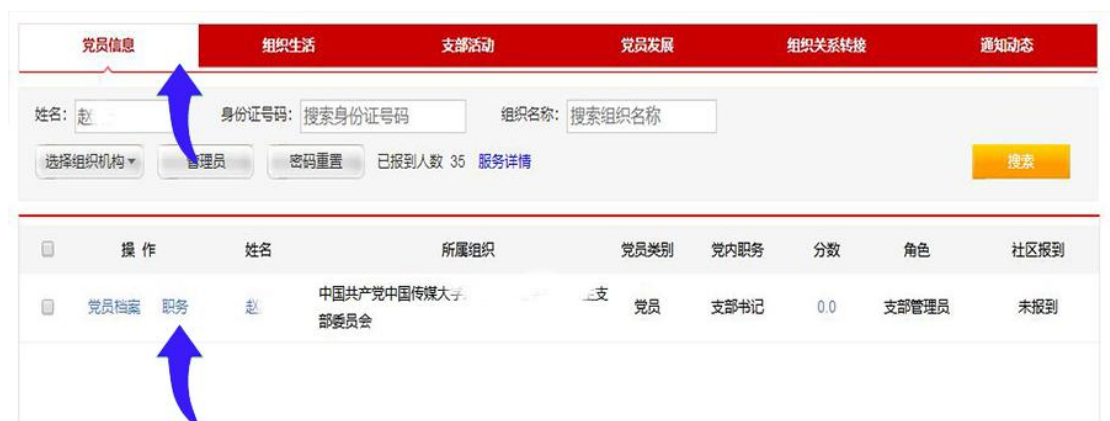 党员信息 组织生活 支部活动 党员发展 组织关系转接 通知动态
姓名： 赵 身份证号码： 搜索身份证号码 组织名称： 搜索组织名称
选择组织机构 管理员 密码重置 已报到人数 35 服务详情 搜索
操 作 姓名 所属组织 党员类别 党内职务 分数 角色 社区报到
党员档案 职务 赵 中国共产党中国传媒大 支 党员 支部书记 0.0 支部管理员 未报到
部委员会